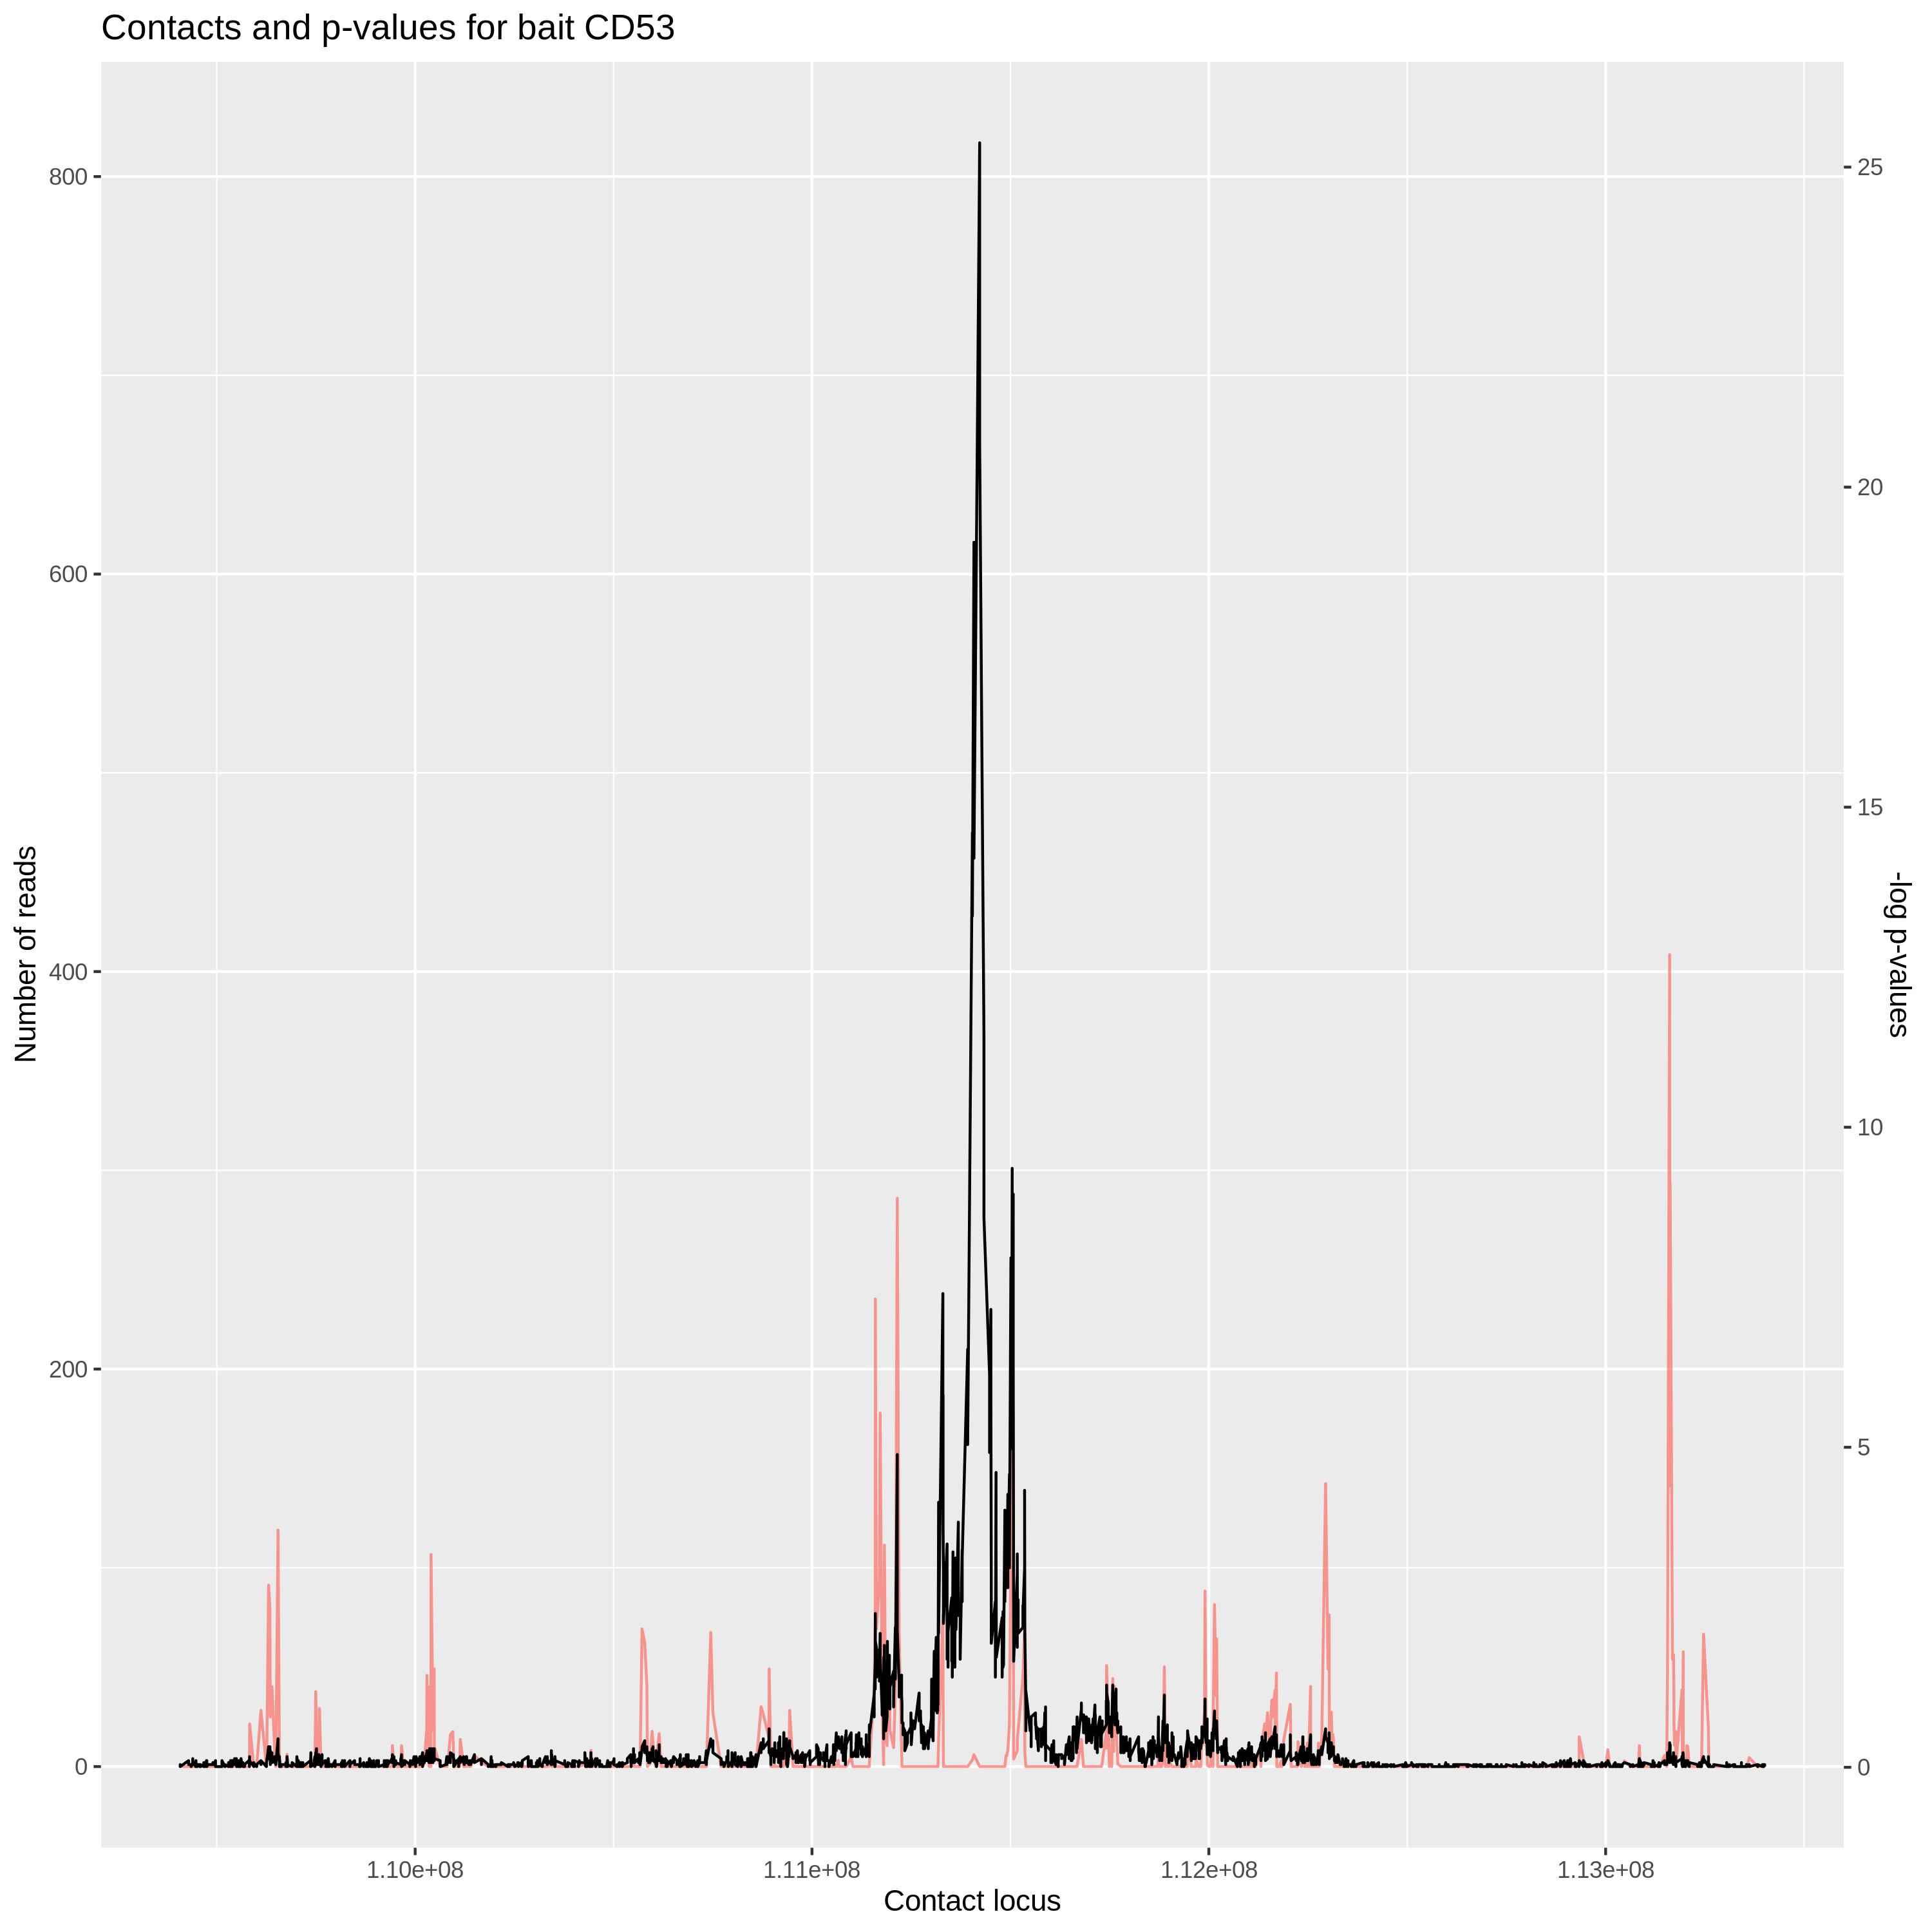 Contacts and p-values for bait CD53
800
600
400
200
0
Number of reads
25
20
15
10
5
0
-log p-values
1.10e+08
1.11e+08
1.12e+08
1.13e+08
Contact locus